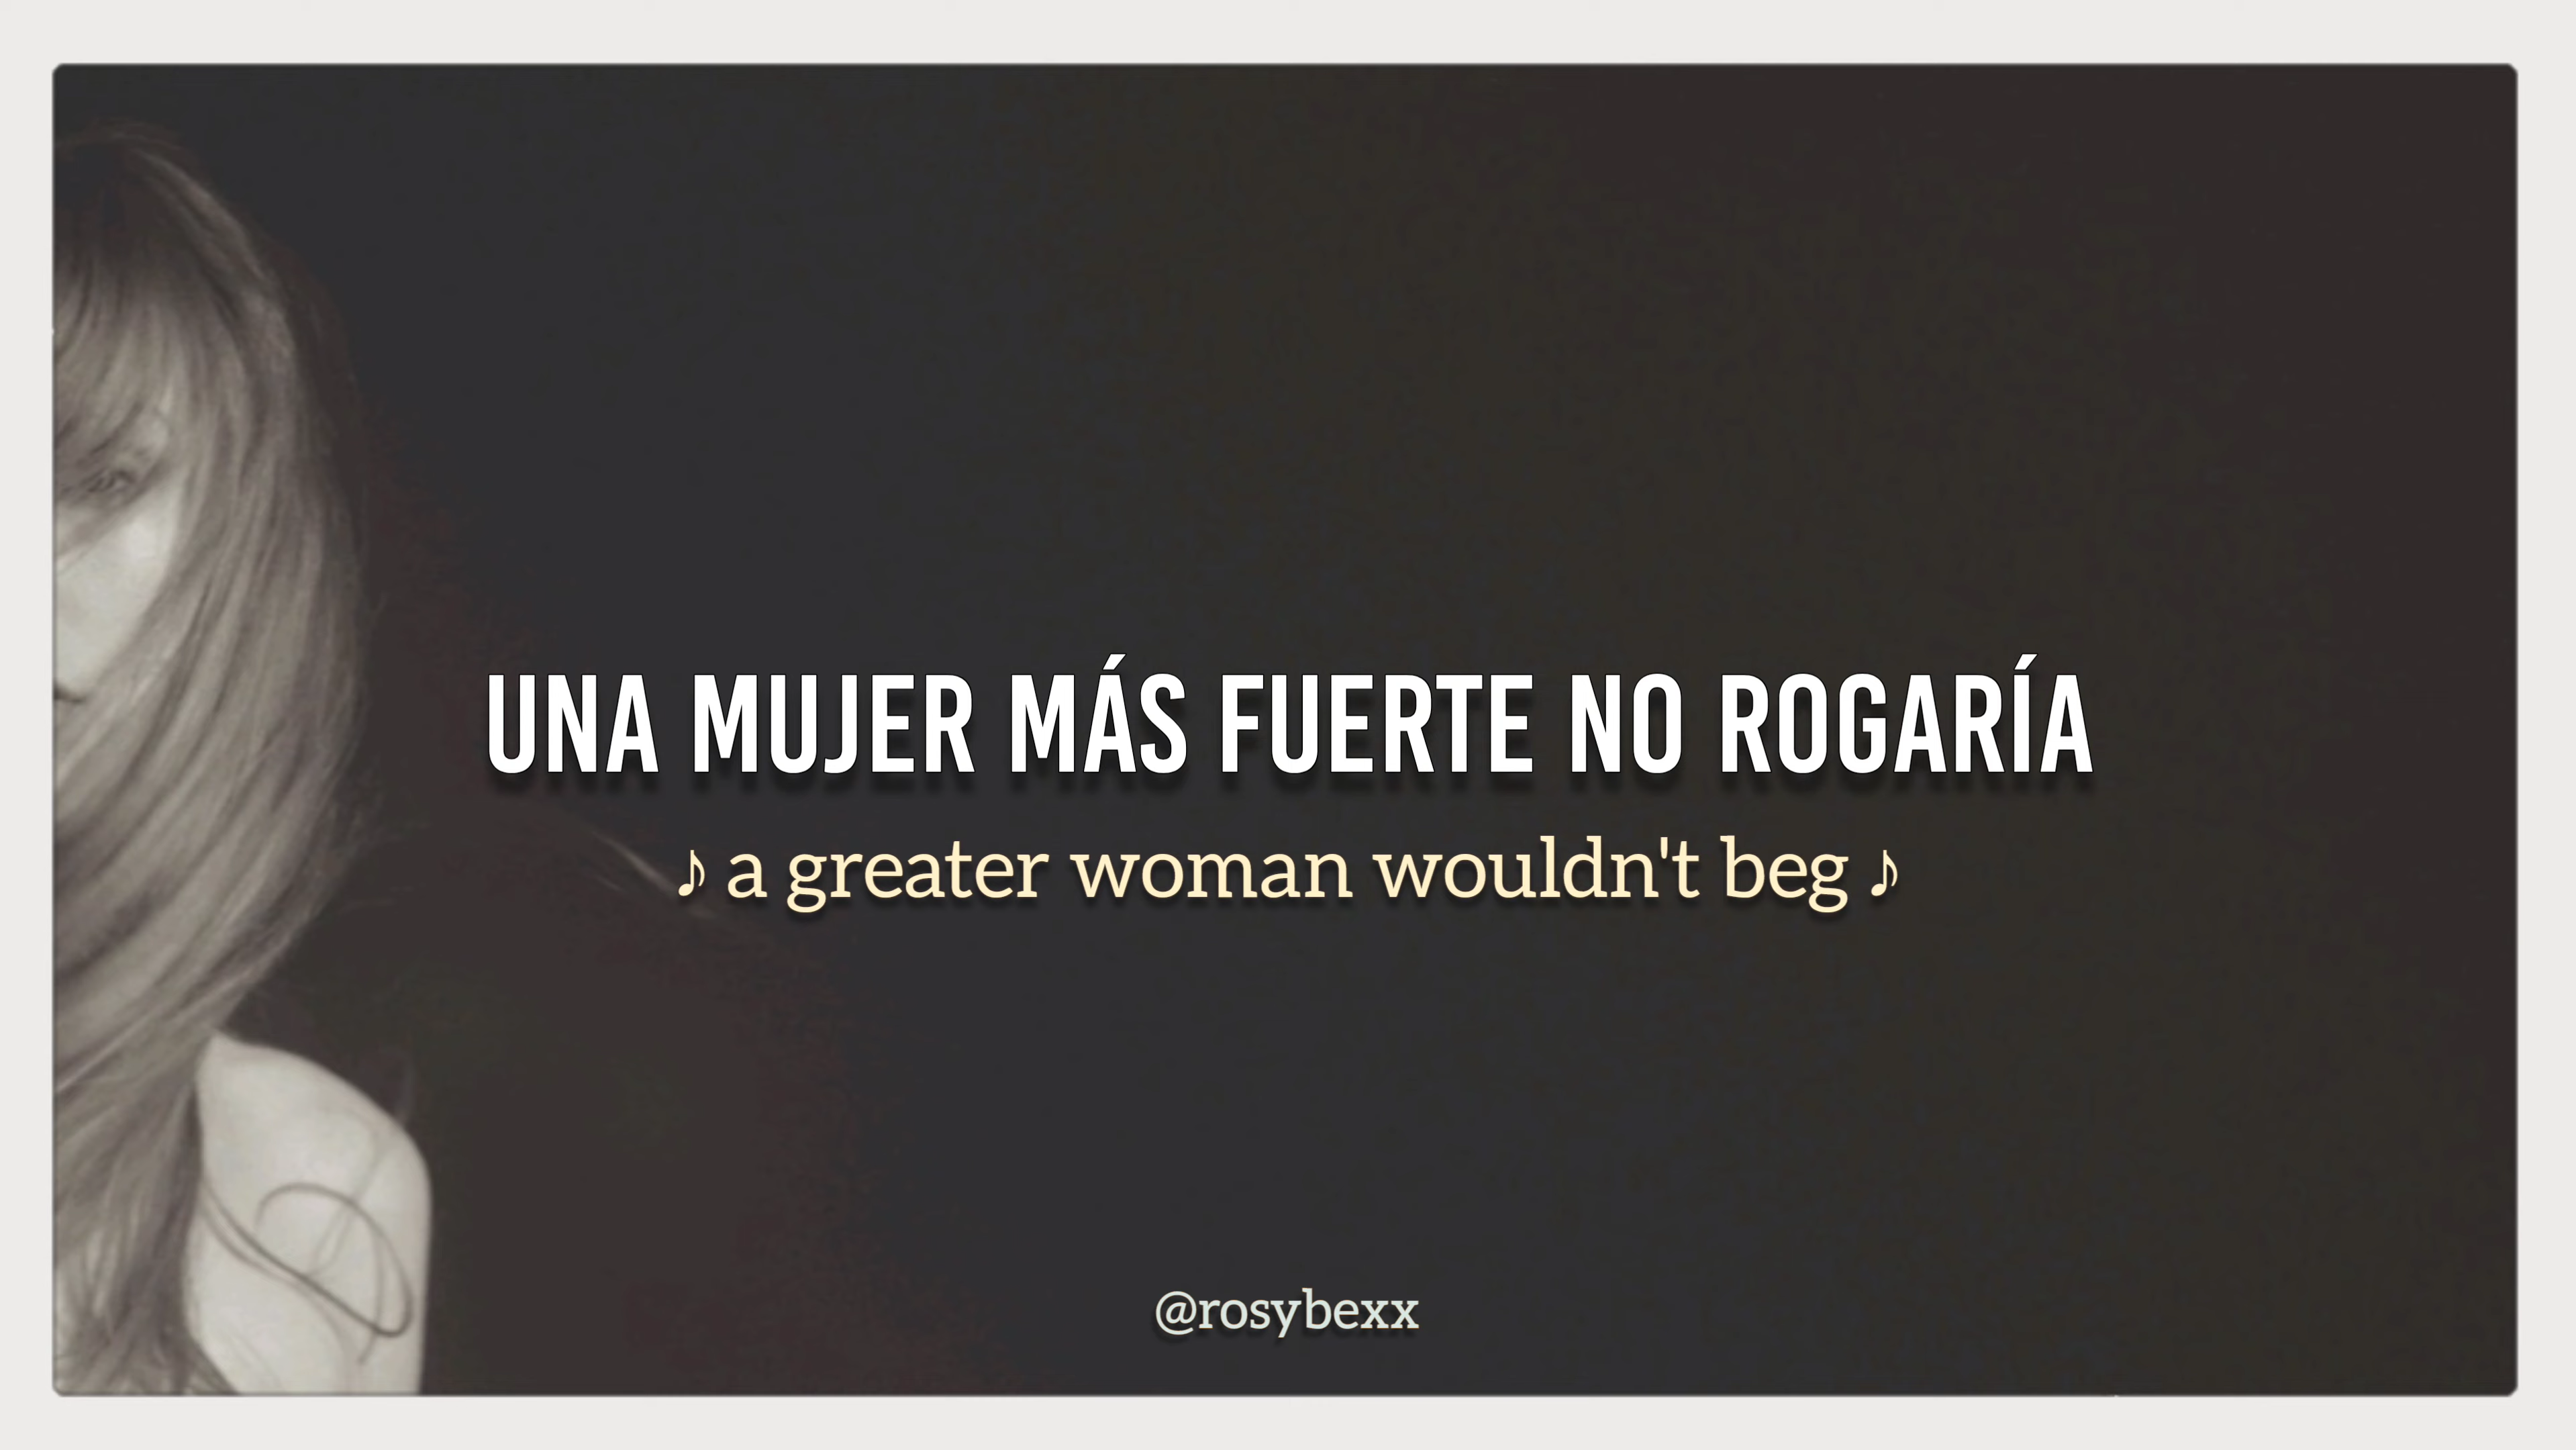 UNA MUJER MÁS FUERTE NO ROGARÍA
♪ a greater woman wouldn't beg ♪
@rosybexx